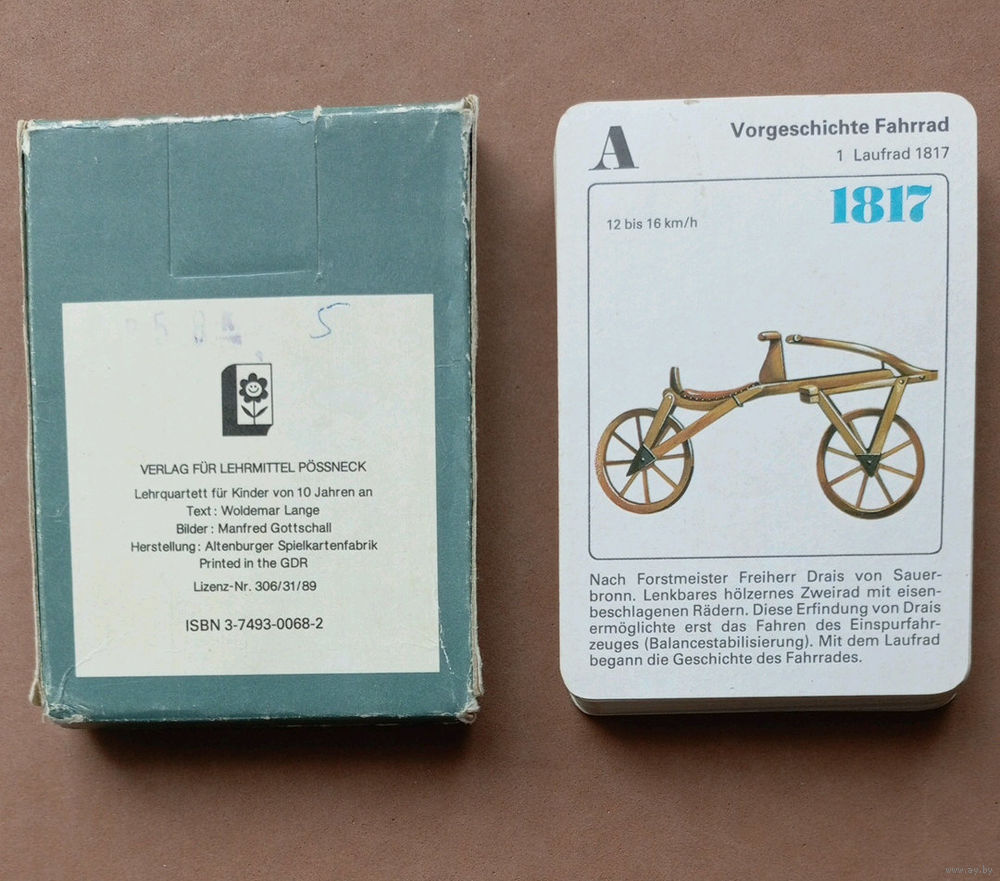 5
VERLAG FÜR LEHRMITTEL PÖSSNECK
Lehrquartett für Kinder von 10 Jahren an
Text : Woldemar Lange
Bilder : Manfred Gottschall
Herstellung : Altenburger Spielkartenfabrik
Printed in the GDR
Lizenz-Nr. 306/31/89
ISBN 3-7493-0068-2
A
Vorgeschichte Fahrrad
1 Laufrad 1817
1817
12 bis 16 km/h
Nach Forstmeister Freiherr Drais von Sauer-
bronn. Lenkbares hölzernes Zweirad mit eisen-
beschlagenen Rädern. Diese Erfindung von Drais
ermöglichte erst das Fahren des Einspurfahr-
zeuges (Balancestabilisierung). Mit dem Laufrad
begann die Geschichte des Fahrrades.
www.ay.by